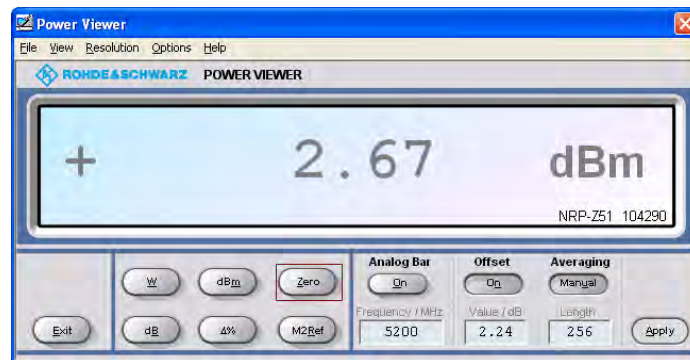 Power Viewer
File View Resolution Options Help
ROHDE&SCHWARZ POWER VIEWER
+ 2.67 dBm
NRP-Z51 104290
Analog Bar Offset Averaging
W dBm Zero On On Manual
Frequency / MHz Value / dB Length
Exit dB Δ% M2Ref 5200 2.24 256 Apply